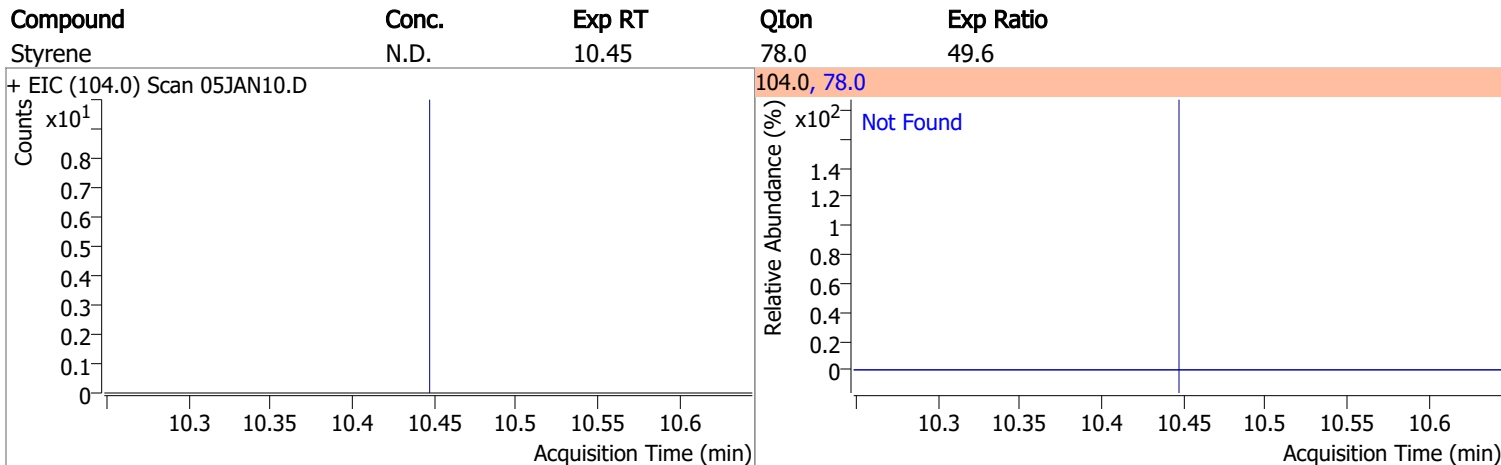 Compound Conc. Exp RT QIon Exp Ratio
Styrene N.D. 10.45 78.0 49.6
+ EIC (104.0) Scan 05JAN10.D
Counts
x10¹
0.8
0.7
0.6
0.5
0.4
0.3
0.2
0.1
0
10.3 10.35 10.4 10.45 10.5 10.55 10.6
Acquisition Time (min)
104.0, 78.0
Relative Abundance (%)
x10²
Not Found
1.4
1.2
1
0.8
0.6
0.4
0.2
0
10.3 10.35 10.4 10.45 10.5 10.55 10.6
Acquisition Time (min)